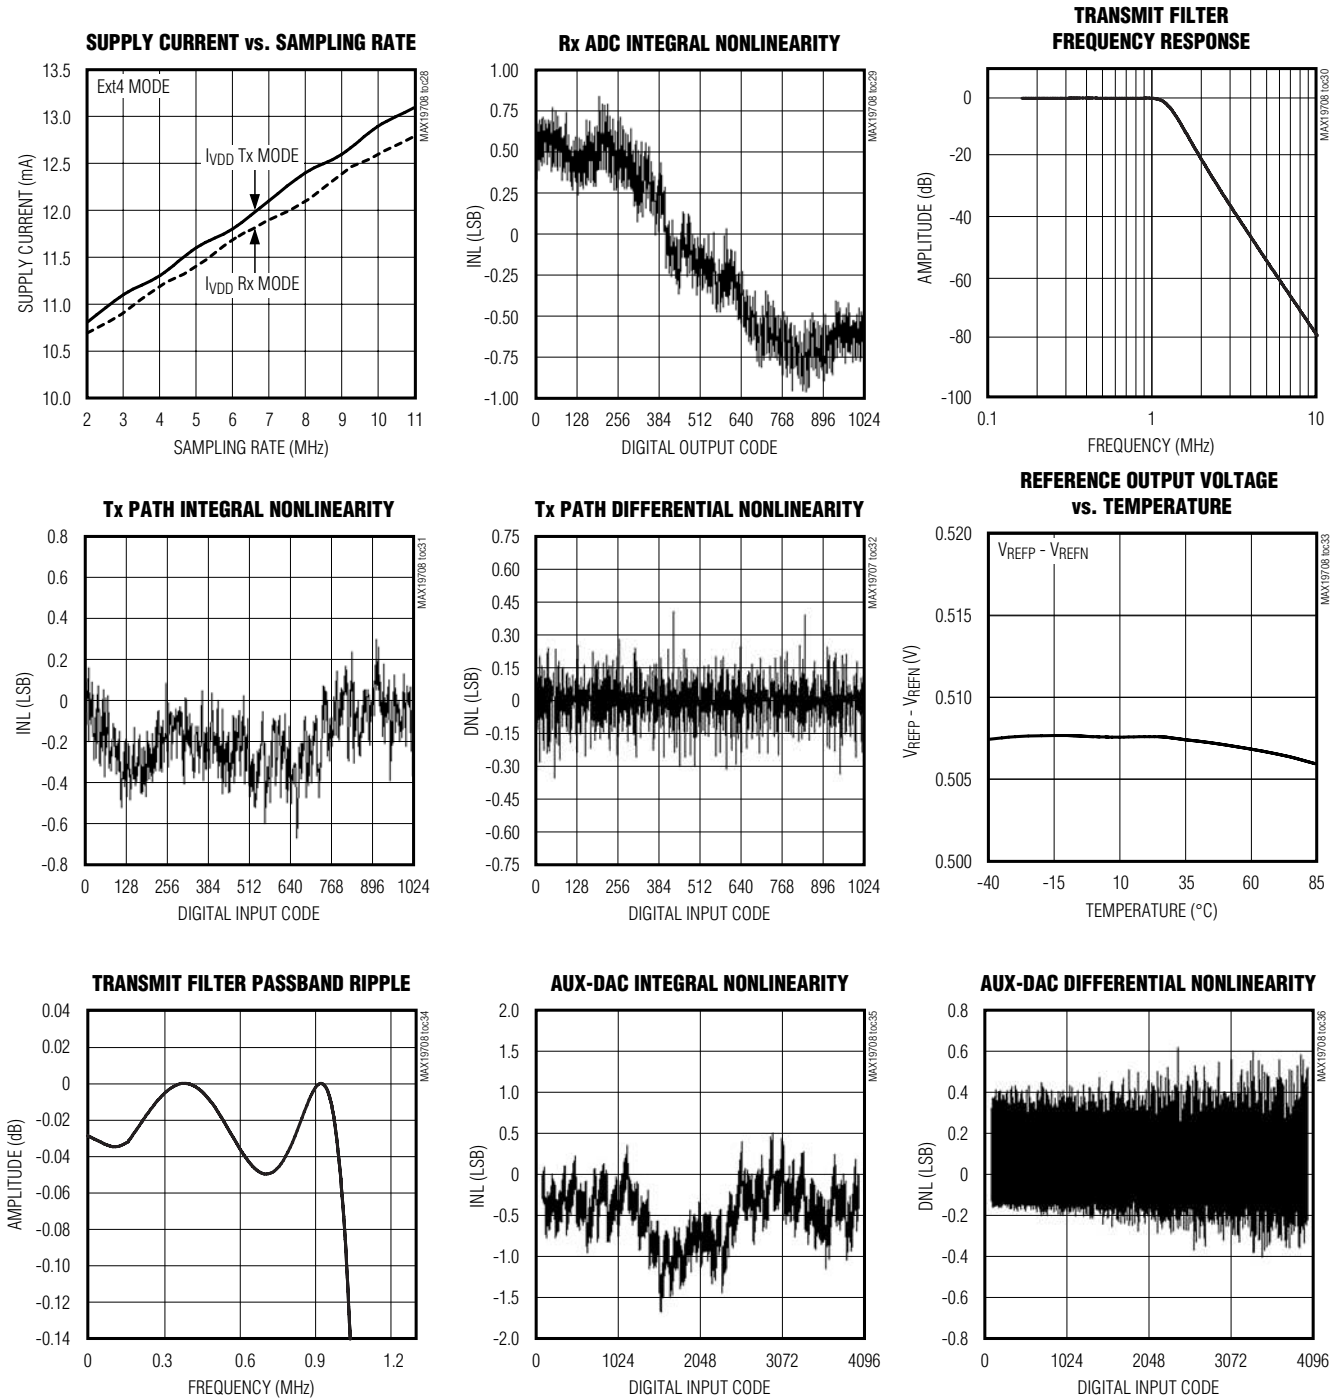 SUPPLY CURRENT vs. SAMPLING RATE
13.5
13.0
12.5
12.0
11.5
11.0
10.5
10.0
SUPPLY CURRENT (mA)
Ext4 MODE
IVDD Tx MODE
IVDD Rx MODE
MAX19708 toc28
2 3 4 5 6 7 8 9 10 11
SAMPLING RATE (MHz)
Rx ADC INTEGRAL NONLINEARITY
1.00
0.75
0.50
0.25
0
-0.25
-0.50
-0.75
-1.00
INL (LSB)
MAX19708 toc29
0 128 256 384 512 640 768 896 1024
DIGITAL OUTPUT CODE
TRANSMIT FILTER
FREQUENCY RESPONSE
0
-20
-40
-60
-80
-100
AMPLITUDE (dB)
MAX19708 toc30
0.1 1 10
FREQUENCY (MHz)
Tx PATH INTEGRAL NONLINEARITY
0.8
0.6
0.4
0.2
0
-0.2
-0.4
-0.6
-0.8
INL (LSB)
MAX19708 toc31
0 128 256 384 512 640 768 896 1024
DIGITAL INPUT CODE
Tx PATH DIFFERENTIAL NONLINEARITY
0.75
0.60
0.45
0.30
0.15
0
-0.15
-0.30
-0.45
-0.60
-0.75
DNL (LSB)
MAX19707 toc32
0 128 256 384 512 640 768 896 1024
DIGITAL INPUT CODE
REFERENCE OUTPUT VOLTAGE
vs. TEMPERATURE
0.520
0.515
0.510
0.505
0.500
VREFP - VREFN (V)
VREFP - VREFN
MAX19708 toc33
-40 -15 10 35 60 85
TEMPERATURE (°C)
TRANSMIT FILTER PASSBAND RIPPLE
0.04
0.02
0
-0.02
-0.04
-0.06
-0.08
-0.10
-0.12
-0.14
AMPLITUDE (dB)
MAX19708 toc34
0 0.3 0.6 0.9 1.2
FREQUENCY (MHz)
AUX-DAC INTEGRAL NONLINEARITY
2.0
1.5
1.0
0.5
0
-0.5
-1.0
-1.5
-2.0
INL (LSB)
MAX19708 toc35
0 1024 2048 3072 4096
DIGITAL INPUT CODE
AUX-DAC DIFFERENTIAL NONLINEARITY
0.8
0.6
0.4
0.2
0
-0.2
-0.4
-0.6
-0.8
DNL (LSB)
MAX19708 toc36
0 1024 2048 3072 4096
DIGITAL INPUT CODE